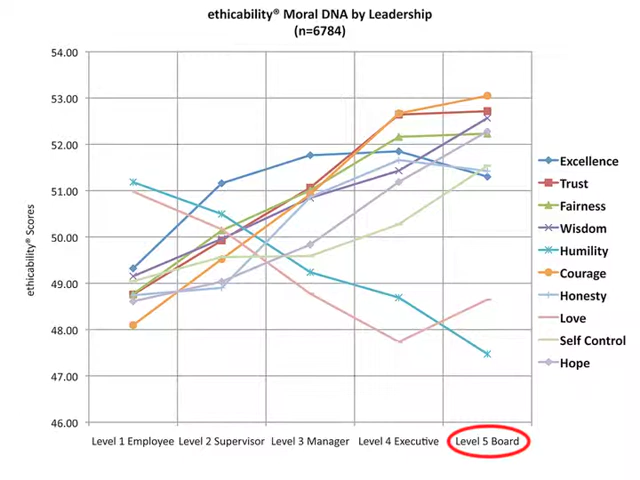 ethicability® Moral DNA by Leadership
(n=6784)
54.00
53.00
52.00
51.00
50.00
49.00
48.00
47.00
46.00
ethicability® Scores
Level 1 Employee Level 2 Supervisor Level 3 Manager Level 4 Executive Level 5 Board
Excellence
Trust
Fairness
Wisdom
Humility
Courage
Honesty
Love
Self Control
Hope